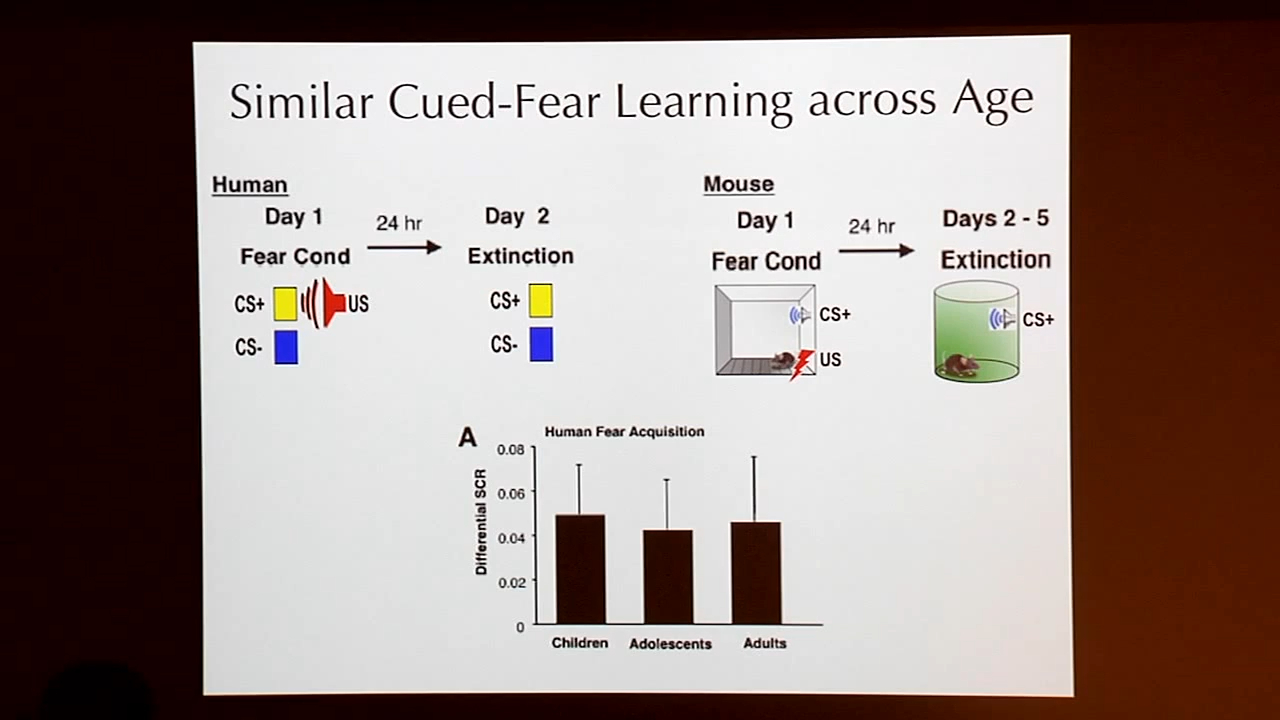 Similar Cued-Fear Learning across Age
Human
Day 1
24 hr
Day 2
Fear Cond
Extinction
CS+
US
CS-
CS+
CS-
Mouse
Day 1
24 hr
Days 2 - 5
Fear Cond
Extinction
CS+
US
CS+
A
Human Fear Acquisition
Differential SCR
0.08
0.06
0.04
0.02
0
Children
Adolescents
Adults